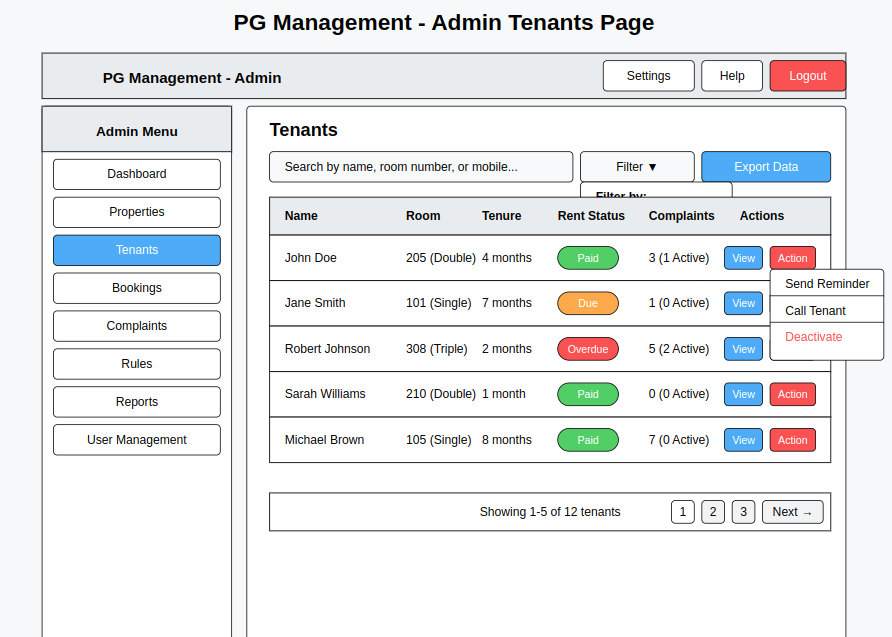 PG Management - Admin Tenants Page
PG Management - Admin
Settings
Help
Logout
Admin Menu
Dashboard
Properties
Tenants
Bookings
Complaints
Rules
Reports
User Management
Tenants
Search by name, room number, or mobile...
Filter ▼
Export Data
Filter by:
Name Room Tenure Rent Status Complaints Actions
John Doe 205 (Double) 4 months Paid 3 (1 Active) View Action
Jane Smith 101 (Single) 7 months Due 1 (0 Active) View
Robert Johnson 308 (Triple) 2 months Overdue 5 (2 Active) View
Sarah Williams 210 (Double) 1 month Paid 0 (0 Active) View Action
Michael Brown 105 (Single) 8 months Paid 7 (0 Active) View Action
Send Reminder
Call Tenant
Deactivate
Showing 1-5 of 12 tenants
1 2 3 Next →